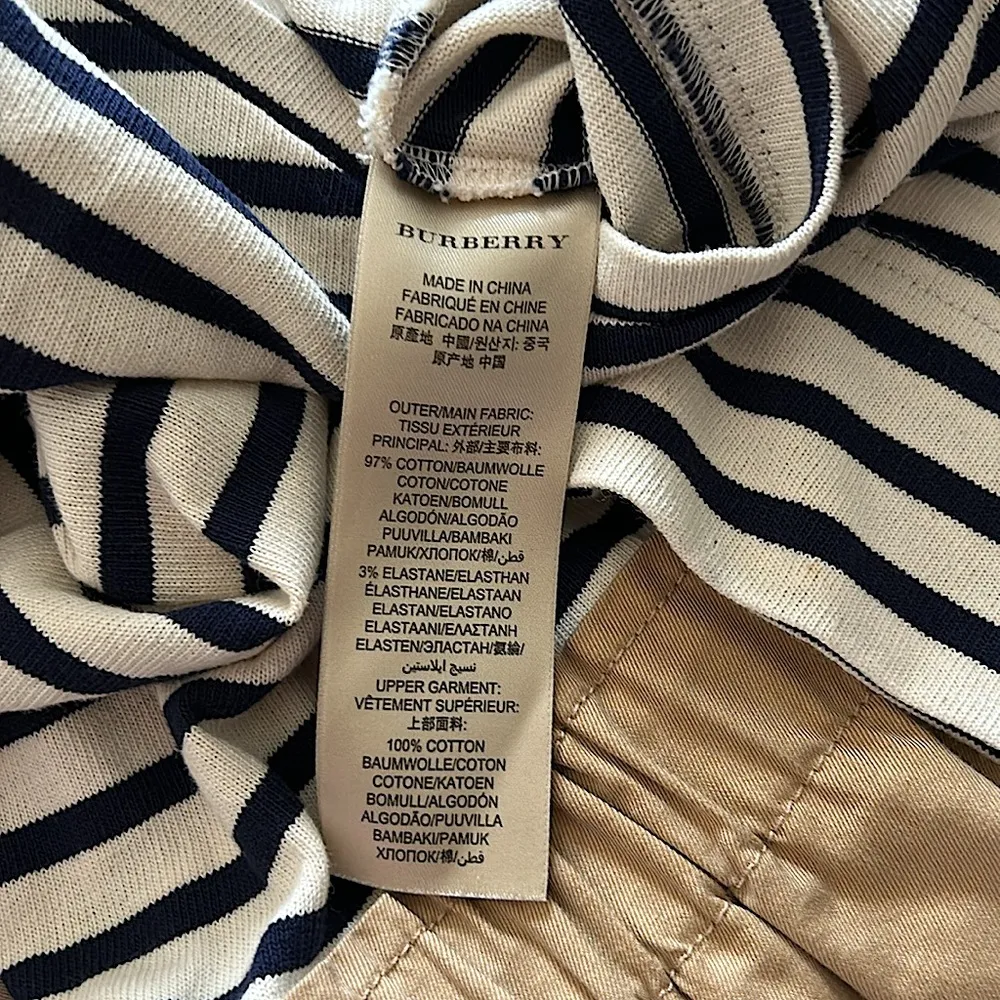 BURBERRY
MADE IN CHINA
FABRIQUÉ EN CHINE
FABRICADO NA CHINA
原產地 中國/원산지: 중국
原产地 中国
OUTER/MAIN FABRIC:
TISSU EXTÉRIEUR
PRINCIPAL: 外部/主要布料:
97% COTTON/BAUMWOLLE
COTON/COTONE
KATOEN/BOMULL
ALGODÓN/ALGODÃO
PUUVILLA/BAMBAKI
PAMUK/ХЛОПОК/棉/قطن
3% ELASTANE/ELASTHAN
ÉLASTHANE/ELASTAAN
ELASTAN/ELASTANO
ELASTAANI/ΕΛΑΣΤΑΝΗ
ELASTEN/ЭЛАСТАН/氨綸/
نسيج ايلاستين
UPPER GARMENT:
VÊTEMENT SUPÉRIEUR:
上部面料:
100% COTTON
BAUMWOLLE/COTON
COTONE/KATOEN
BOMULL/ALGODÓN
ALGODÃO/PUUVILLA
BAMBAKI/PAMUK
ХЛОПОК/棉/قطن